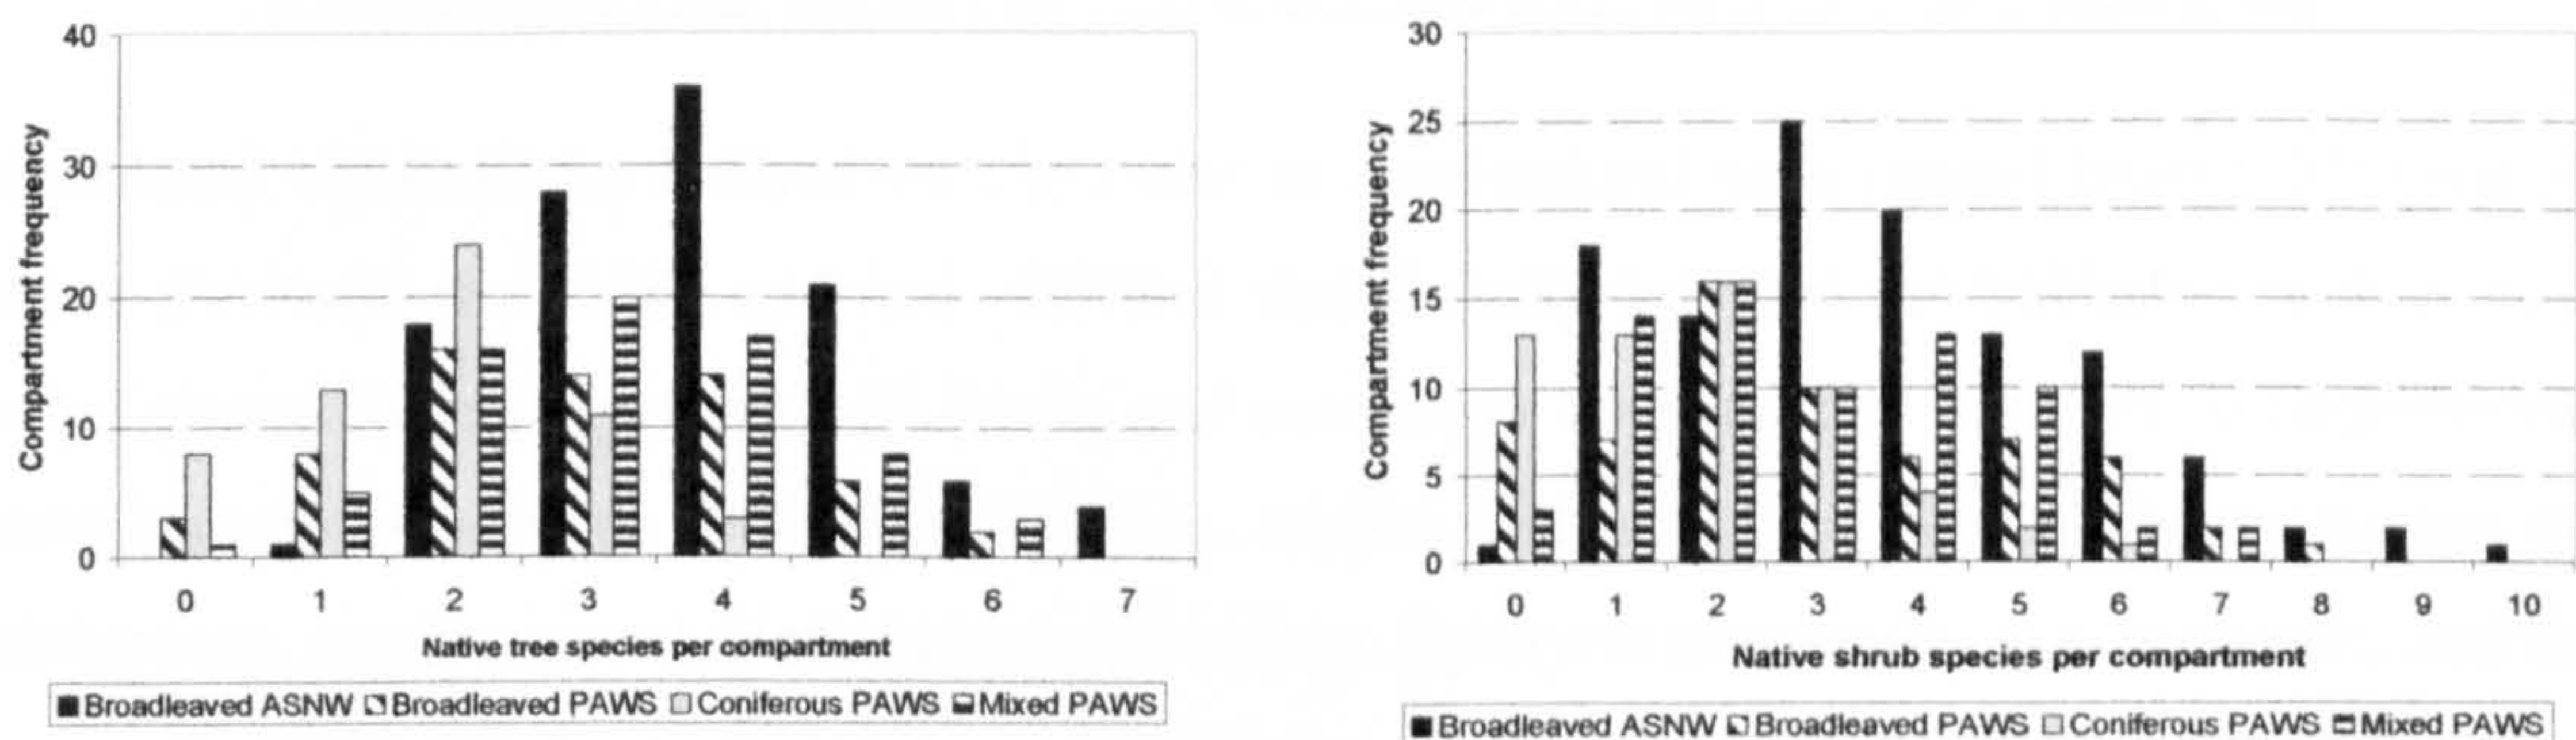 40
30
20
10
0
Compartment frequency
0 1 2 3 4 5 6 7
Native tree species per compartment
Broadleaved ASNW Broadleaved PAWS Coniferous PAWS Mixed PAWS
30
25
20
15
10
5
0
Compartment frequency
0 1 2 3 4 5 6 7 8 9 10
Native shrub species per compartment
Broadleaved ASNW Broadleaved PAWS Coniferous PAWS Mixed PAWS